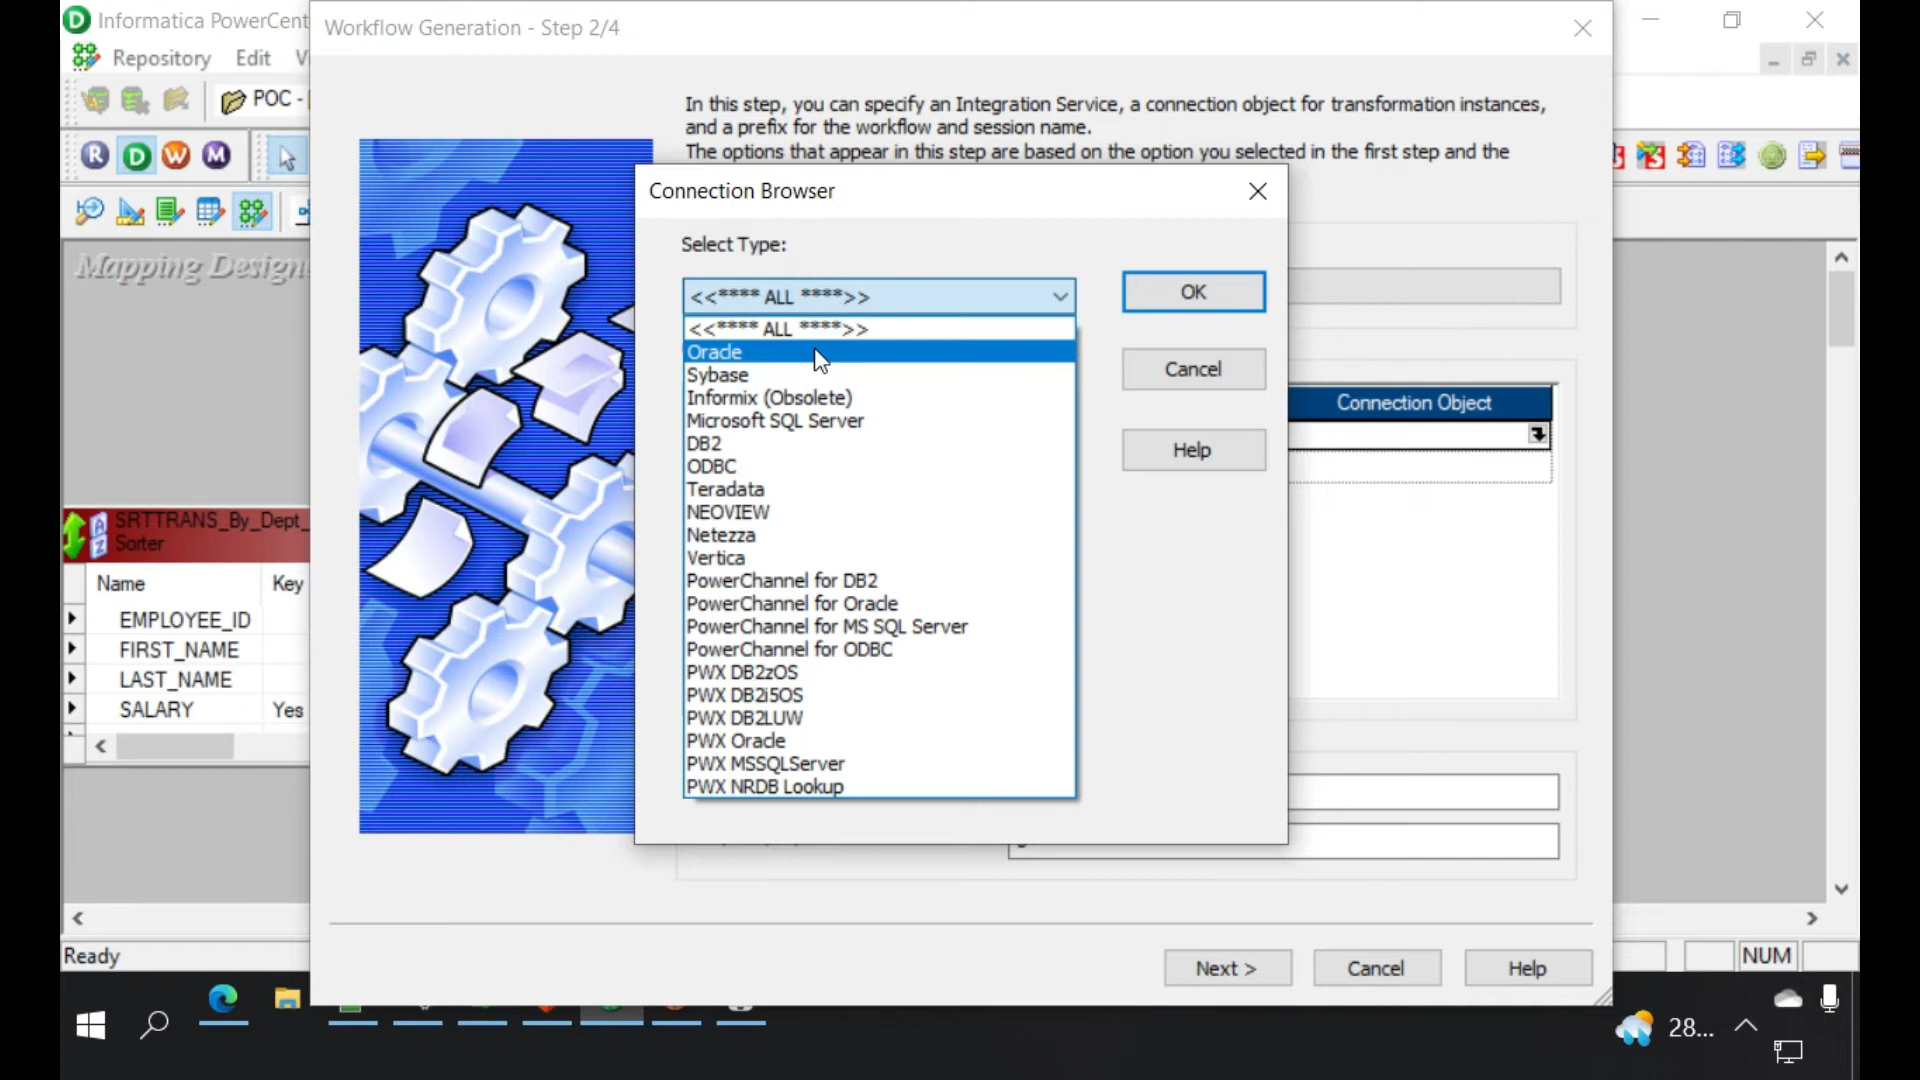 Informatica PowerCent
Workflow Generation - Step 2/4
Repository Edit
POC -
In this step, you can specify an Integration Service, a connection object for transformation instances,
and a prefix for the workflow and session name.
The options that appear in this step are based on the option you selected in the first step and the
R D W M
Connection Browser
Select Type:
<<**** ALL ****>>
OK
<<**** ALL ****>>
Oracle
Sybase
Informix (Obsolete)
Microsoft SQL Server
DB2
ODBC
Teradata
NEOVIEW
Netezza
Vertica
PowerChannel for DB2
PowerChannel for Oracle
PowerChannel for MS SQL Server
PowerChannel for ODBC
PWX DB2zOS
PWX DB2i5OS
PWX DB2LUW
PWX Oracle
PWX MSSQLServer
PWX NRDB Lookup
Cancel
Help
Connection Object
Mapping Design
SRTTRANS_By_Dept_
Sorter
Name Key
EMPLOYEE_ID
FIRST_NAME
LAST_NAME
SALARY Yes
Next > Cancel Help
Ready
NUM
28...